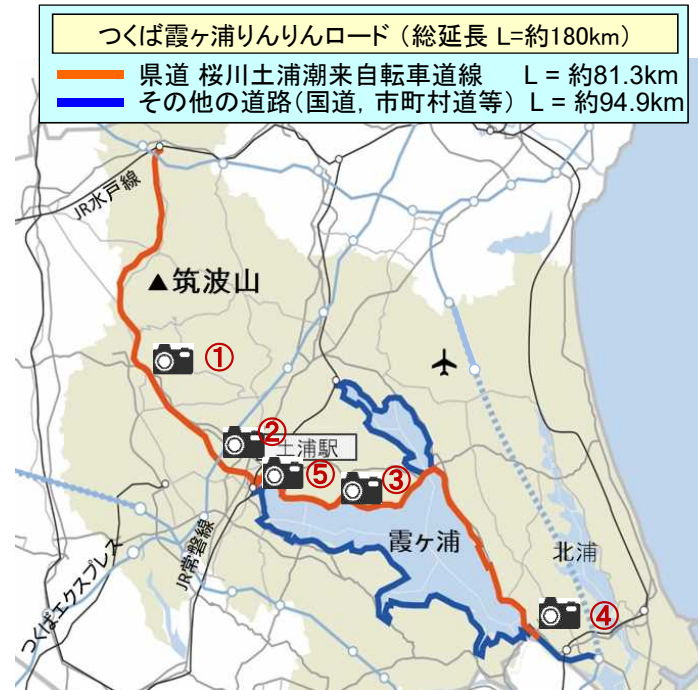 つくば霞ヶ浦りんりんロード（総延長 L=約180km）
県道 桜川土浦潮来自転車道線 L = 約81.3km
その他の道路（国道, 市町村道等） L = 約94.9km
JR水戸線
▲筑波山
①
②
土浦駅
⑤
③
霞ヶ浦
北浦
JR常磐線
つくばエクスプレス
④